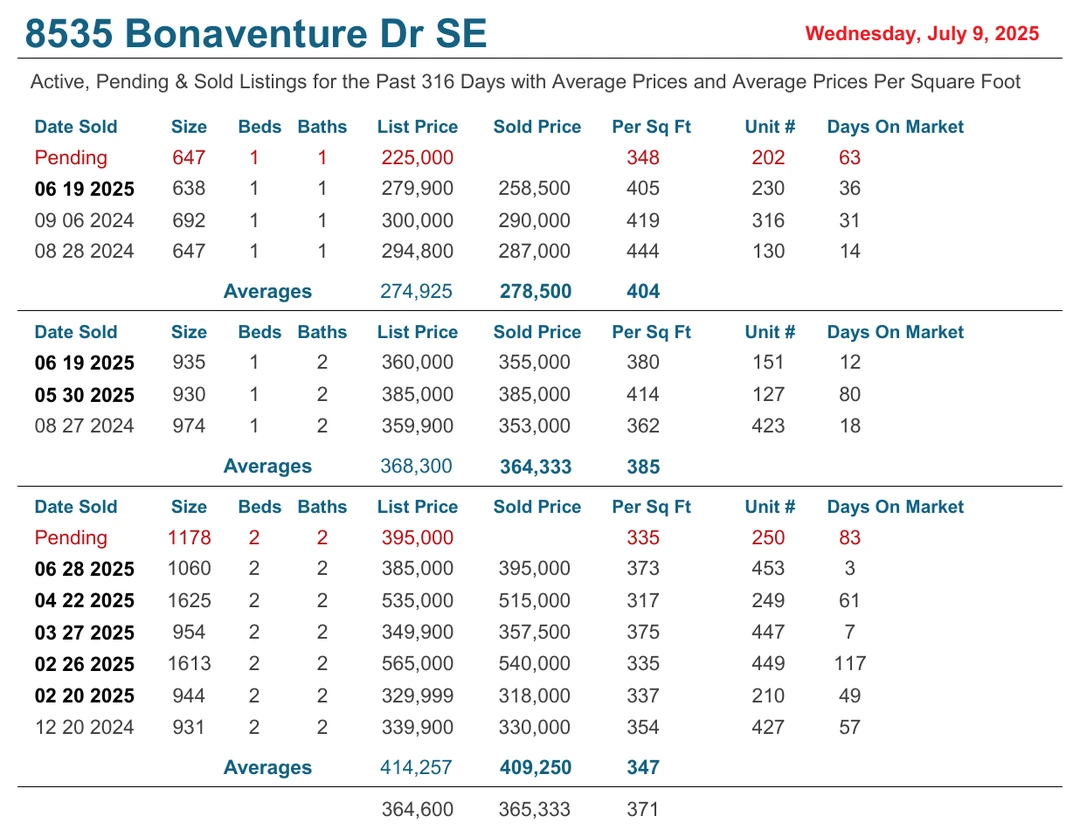 8535 Bonaventure Dr SE Wednesday, July 9, 2025
Active, Pending & Sold Listings for the Past 316 Days with Average Prices and Average Prices Per Square Foot
Date Sold Size Beds Baths List Price Sold Price Per Sq Ft Unit # Days On Market
Pending 647 1 1 225,000 348 202 63
06 19 2025 638 1 1 279,900 258,500 405 230 36
09 06 2024 692 1 1 300,000 290,000 419 316 31
08 28 2024 647 1 1 294,800 287,000 444 130 14
Averages 274,925 278,500 404
Date Sold Size Beds Baths List Price Sold Price Per Sq Ft Unit # Days On Market
06 19 2025 935 1 2 360,000 355,000 380 151 12
05 30 2025 930 1 2 385,000 385,000 414 127 80
08 27 2024 974 1 2 359,900 353,000 362 423 18
Averages 368,300 364,333 385
Date Sold Size Beds Baths List Price Sold Price Per Sq Ft Unit # Days On Market
Pending 1178 2 2 395,000 335 250 83
06 28 2025 1060 2 2 385,000 395,000 373 453 3
04 22 2025 1625 2 2 535,000 515,000 317 249 61
03 27 2025 954 2 2 349,900 357,500 375 447 7
02 26 2025 1613 2 2 565,000 540,000 335 449 117
02 20 2025 944 2 2 329,999 318,000 337 210 49
12 20 2024 931 2 2 339,900 330,000 354 427 57
Averages 414,257 409,250 347
364,600 365,333 371